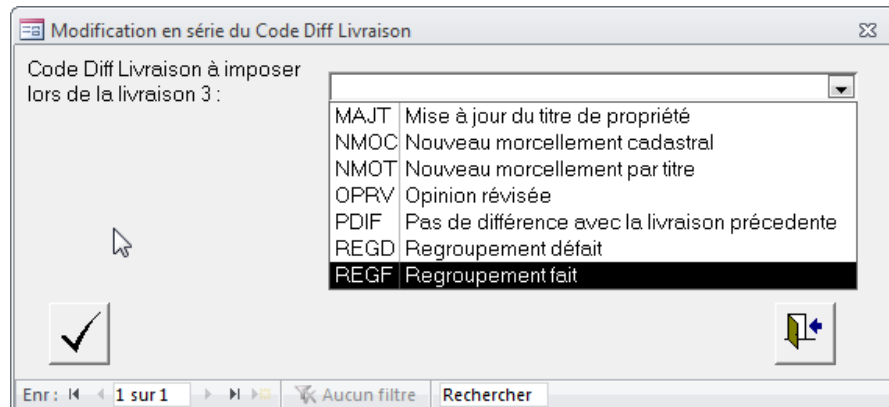 Modification en série du Code Diff Livraison
Code Diff Livraison à imposer
lors de la livraison 3 :
MAJT Mise à jour du titre de propriété
NMOC Nouveau morcellement cadastral
NMOT Nouveau morcellement par titre
OPRV Opinion révisée
PDIF Pas de différence avec la livraison précedente
REGD Regroupement défait
REGF Regroupement fait
Enr : 1 sur 1 Aucun filtre Rechercher